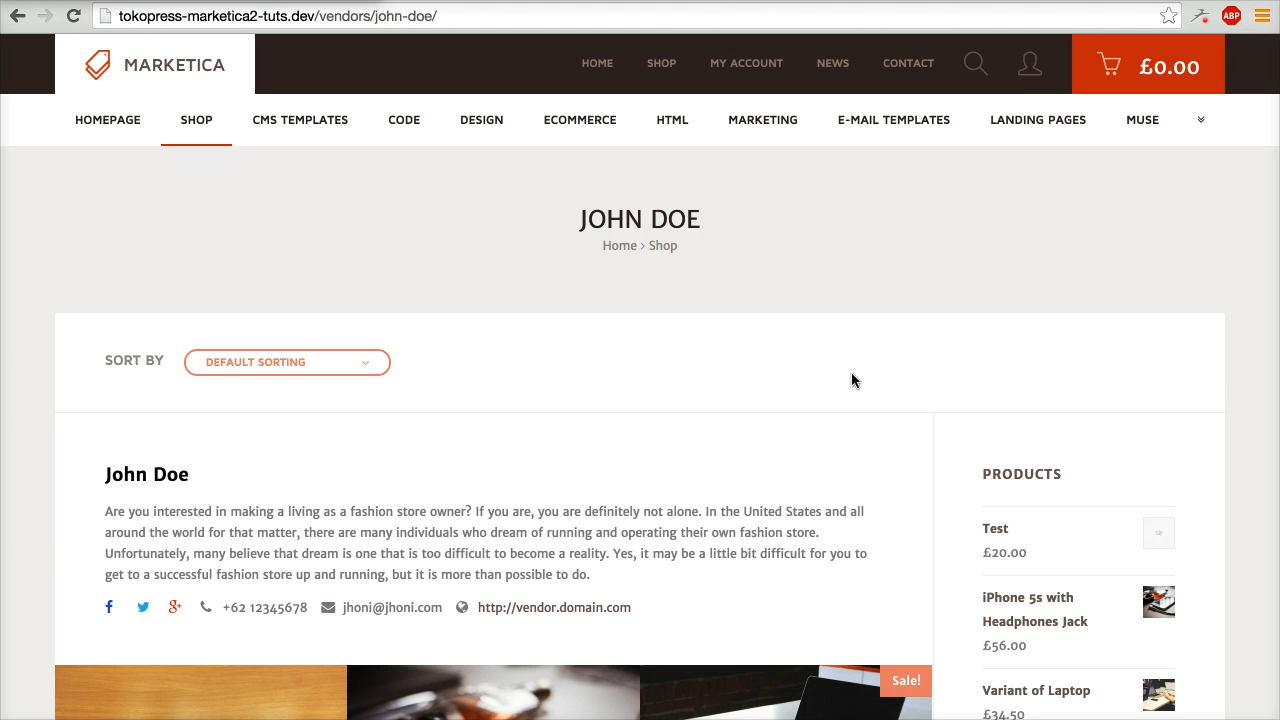 tokopress-marketica2-tuts.dev/vendors/john-doe/
ABP
MARKETICA
HOME SHOP MY ACCOUNT NEWS CONTACT
£0.00
HOMEPAGE SHOP CMS TEMPLATES CODE DESIGN ECOMMERCE HTML MARKETING E-MAIL TEMPLATES LANDING PAGES MUSE
JOHN DOE
Home › Shop
SORT BY
DEFAULT SORTING
John Doe
Are you interested in making a living as a fashion store owner? If you are, you are definitely not alone. In the United States and all
around the world for that matter, there are many individuals who dream of running and operating their own fashion store.
Unfortunately, many believe that dream is one that is too difficult to become a reality. Yes, it may be a little bit difficult for you to
get to a successful fashion store up and running, but it is more than possible to do.
+62 12345678 jhoni@jhoni.com http://vendor.domain.com
Sale!
PRODUCTS
Test
£20.00
iPhone 5s with
Headphones Jack
£56.00
Variant of Laptop
£34.50